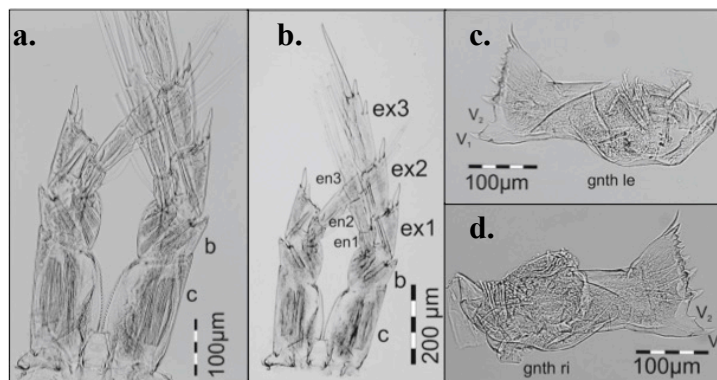 a.
b
c
100µm
b.
ex3
ex2
en3
en2
en1
ex1
b
c
200 µm
c.
V₂
V₁
100µm
gnth le
d.
V₂
V
gnth ri
100µm